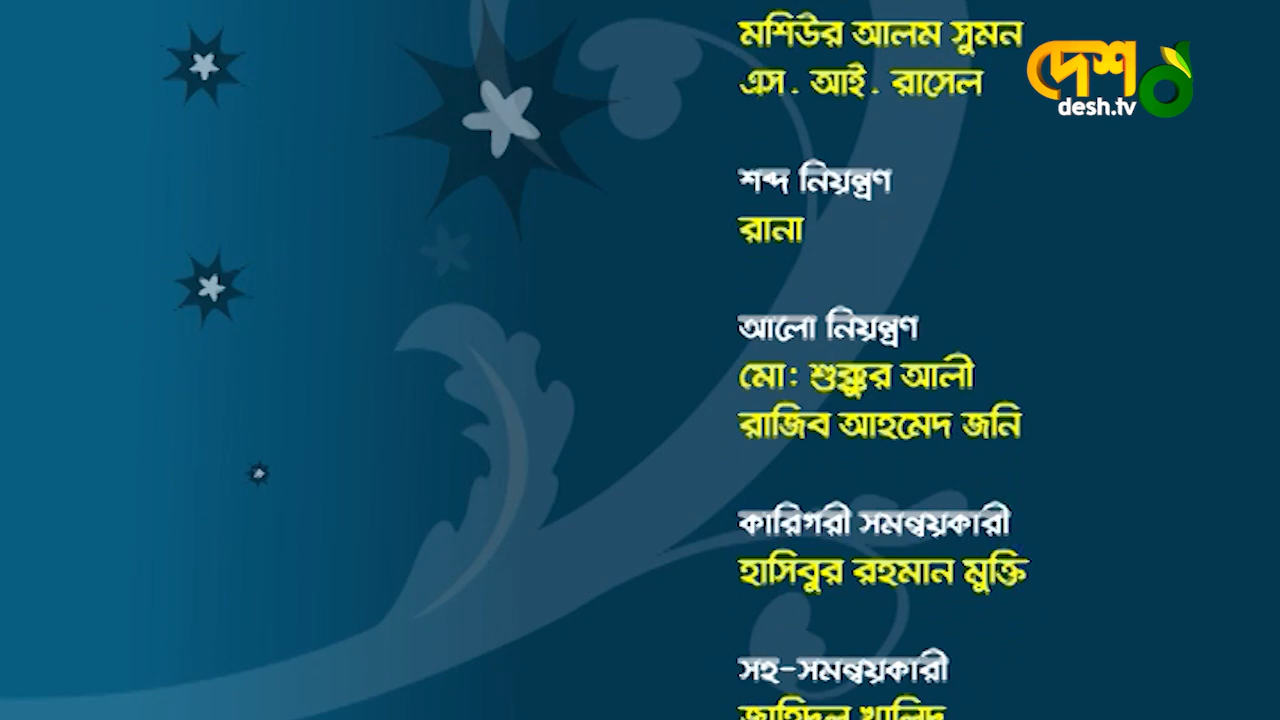 মশিউর আলম সুমন
এস. আই. রাসেল
দেশ
desh.tv
শব্দ নিয়ন্ত্রণ
রানা
আলো নিয়ন্ত্রণ
মো: শুক্কুর আলী
রাজিব আহমেদ জনি
কারিগরী সমন্বয়কারী
হাসিবুর রহমান মুক্তি
সহ-সমন্বয়কারী